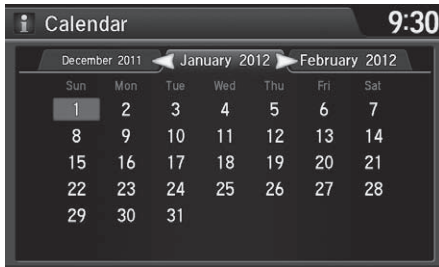 i Calendar 9:30
December 2011 January 2012 February 2012
Sun Mon Tue Wed Thu Fri Sat
1 2 3 4 5 6 7
8 9 10 11 12 13 14
15 16 17 18 19 20 21
22 23 24 25 26 27 28
29 30 31